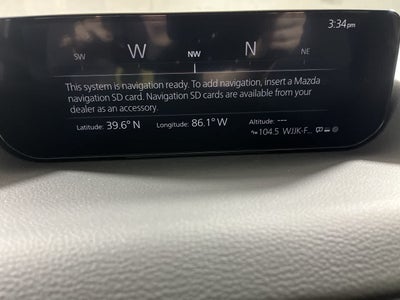 3:34pm
SW W NW N NE
This system is navigation ready. To add navigation, insert a Mazda
navigation SD card. Navigation SD cards are available from your
dealer as an accessory.
Latitude: 39.6° N Longitude: 86.1° W Altitude: ---
104.5 WJJK-F...